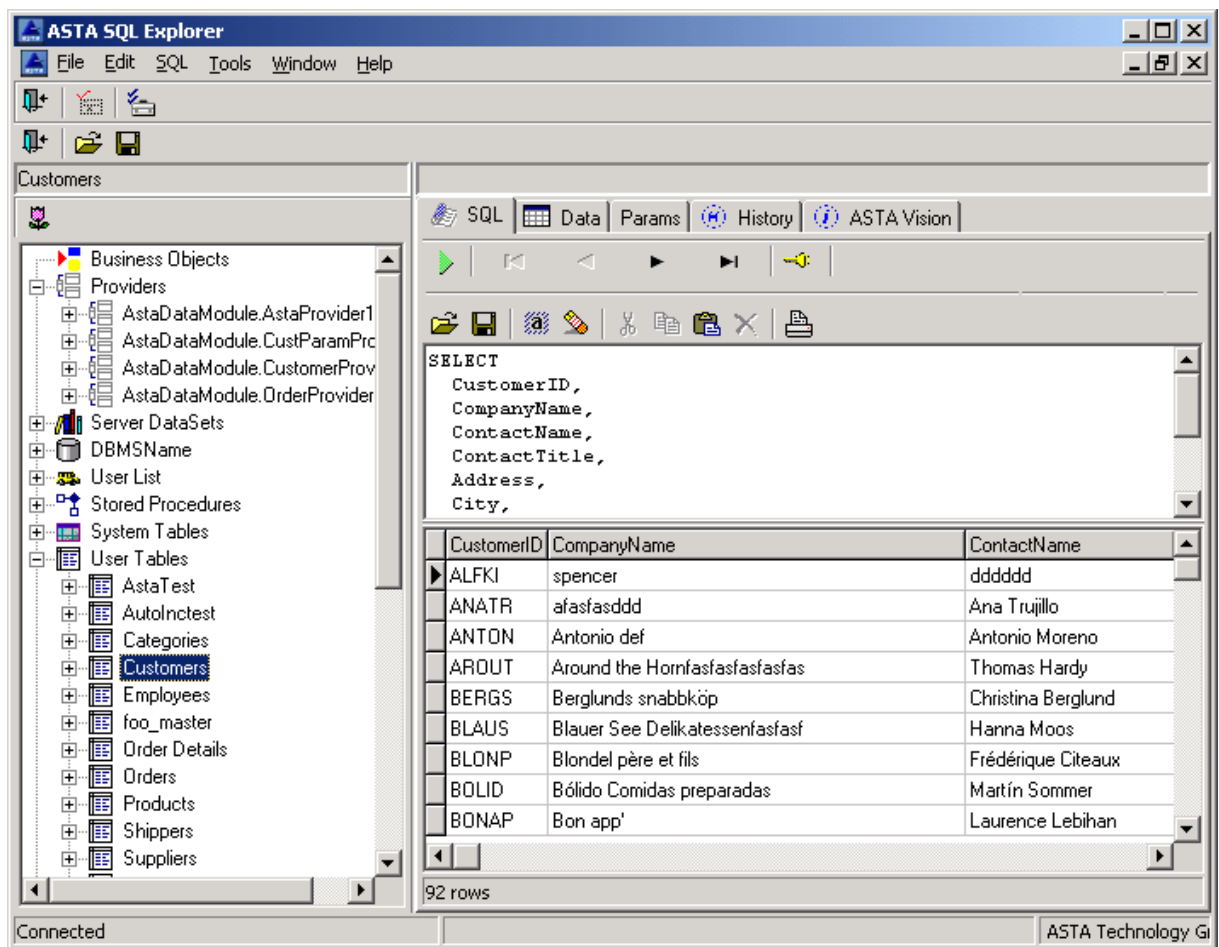 ASTA SQL Explorer
File Edit SQL Tools Window Help
Customers
SQL Data Params History ASTA Vision
Business Objects
Providers
AstaDataModule.AstaProvider1
AstaDataModule.CustParamPrc
AstaDataModule.CustomerProv
AstaDataModule.OrderProvider
Server DataSets
DBMSName
User List
Stored Procedures
System Tables
User Tables
AstaTest
AutoInctest
Categories
Customers
Employees
foo_master
Order Details
Orders
Products
Shippers
Suppliers
SELECT
CustomerID,
CompanyName,
ContactName,
ContactTitle,
Address,
City,
CustomerID CompanyName ContactName
ALFKI spencer dddddd
ANATR afasfasddd Ana Trujillo
ANTON Antonio def Antonio Moreno
AROUT Around the Hornfasfasfasfasfas Thomas Hardy
BERGS Berglunds snabbköp Christina Berglund
BLAUS Blauer See Delikatessenfasfasf Hanna Moos
BLONP Blondel père et fils Frédérique Citeaux
BOLID Bólido Comidas preparadas Martín Sommer
BONAP Bon app' Laurence Lebihan
92 rows
Connected ASTA Technology G